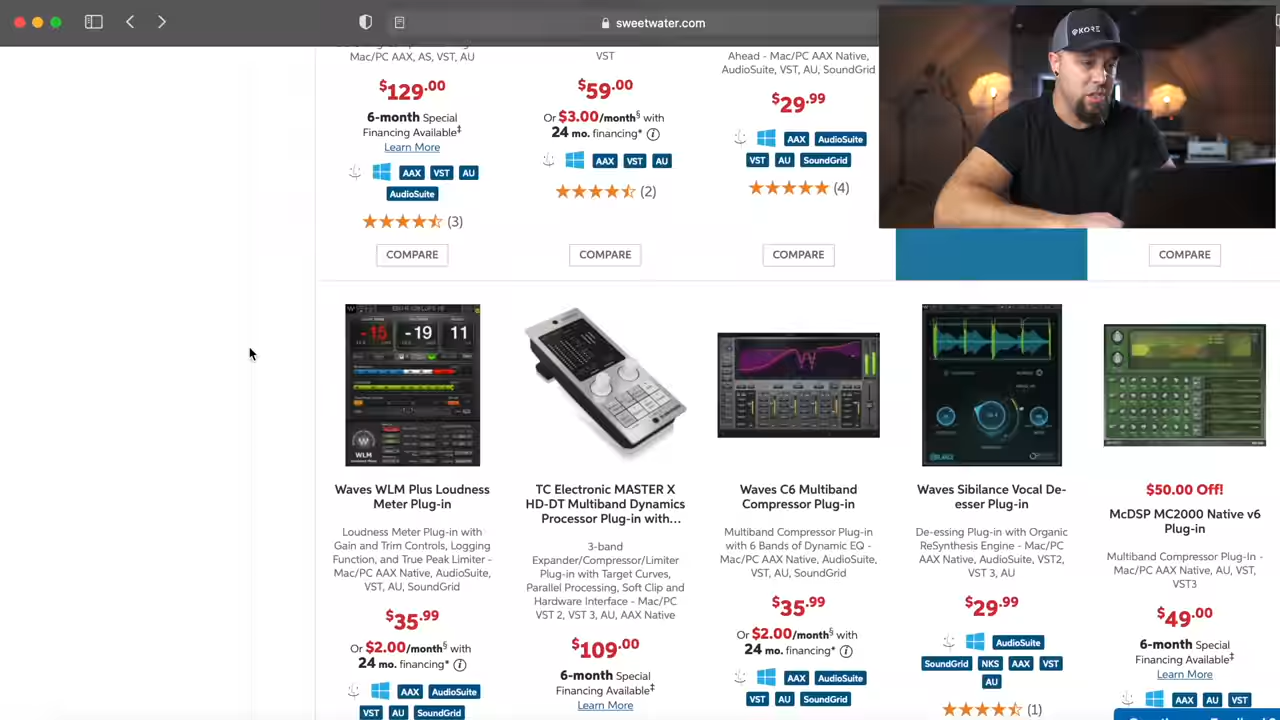 sweetwater.com
KORE
Mac/PC AAX, AS, VST, AU
VST
Ahead - Mac/PC AAX Native,
AudioSuite, VST, AU, SoundGrid
$129.00
$59.00
$29.99
6-month Special
Financing Available‡
Learn More
Or $3.00/month§ with
24 mo. financing* ⓘ
AAX VST AU
AudioSuite
AAX VST AU
AAX AudioSuite
VST AU SoundGrid
(3)
(2)
(4)
COMPARE
COMPARE
COMPARE
COMPARE
-15 -19 11
WLM
Waves WLM Plus Loudness
Meter Plug-in
Loudness Meter Plug-in with
Gain and Trim Controls, Logging
Function, and True Peak Limiter -
Mac/PC AAX Native, AudioSuite,
VST, AU, SoundGrid
$35.99
Or $2.00/month§ with
24 mo. financing* ⓘ
AAX AudioSuite
VST AU SoundGrid
TC Electronic MASTER X
HD-DT Multiband Dynamics
Processor Plug-in with...
3-band
Expander/Compressor/Limiter
Plug-in with Target Curves,
Parallel Processing, Soft Clip and
Hardware Interface - Mac/PC
VST 2, VST 3, AU, AAX Native
$109.00
6-month Special
Financing Available‡
Learn More
Waves C6 Multiband
Compressor Plug-in
Multiband Compressor Plug-in
with 6 Bands of Dynamic EQ -
Mac/PC AAX Native, AudioSuite,
VST, AU, SoundGrid
$35.99
Or $2.00/month§ with
24 mo. financing* ⓘ
AAX AudioSuite
VST AU SoundGrid
Waves Sibilance Vocal De-
esser Plug-in
De-essing Plug-in with Organic
ReSynthesis Engine - Mac/PC
AAX Native, AudioSuite, VST2,
VST 3, AU
$29.99
AudioSuite
SoundGrid NKS AAX VST
AU
(1)
$50.00 Off!
McDSP MC2000 Native v6
Plug-in
Multiband Compressor Plug-In -
Mac/PC AAX Native, AU, VST,
VST3
$49.00
6-month Special
Financing Available‡
Learn More
AAX AU VST